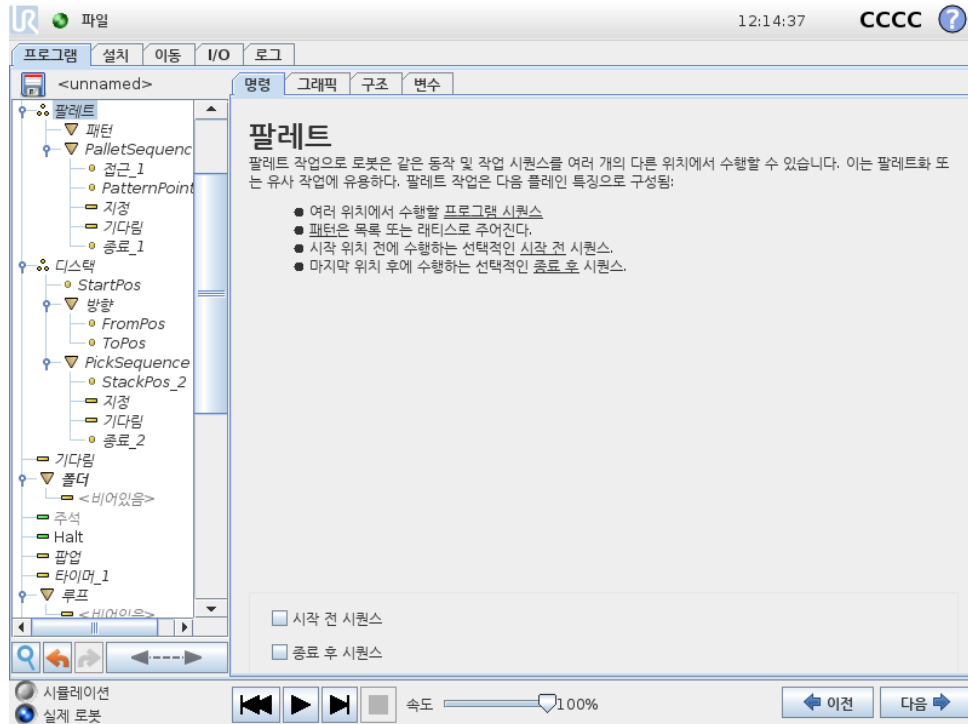 UR 파일 12:14:37 CCCC ?
프로그램 설치 이동 I/O 로그
<unnamed>
명령 그래픽 구조 변수
팔레트
패턴
PalletSequenc
접근_1
PatternPoint
지정
기다림
종료_1
디스택
StartPos
방향
FromPos
ToPos
PickSequence
StackPos_2
지정
기다림
종료_2
기다림
폴더
<비어있음>
주석
Halt
팝업
타이머_1
루프
<비어있음>
팔레트
팔레트 작업으로 로봇은 같은 동작 및 작업 시퀀스를 여러 개의 다른 위치에서 수행할 수 있습니다. 이는 팔레트화 또
는 유사 작업에 유용하다. 팔레트 작업은 다음 플레인 특징으로 구성됨:
● 여러 위치에서 수행할 프로그램 시퀀스
● 패턴은 목록 또는 래티스로 주어진다.
● 시작 위치 전에 수행하는 선택적인 시작 전 시퀀스.
● 마지막 위치 후에 수행하는 선택적인 종료 후 시퀀스.
시작 전 시퀀스
종료 후 시퀀스
시뮬레이션
실제 로봇
속도 100%
이전 다음